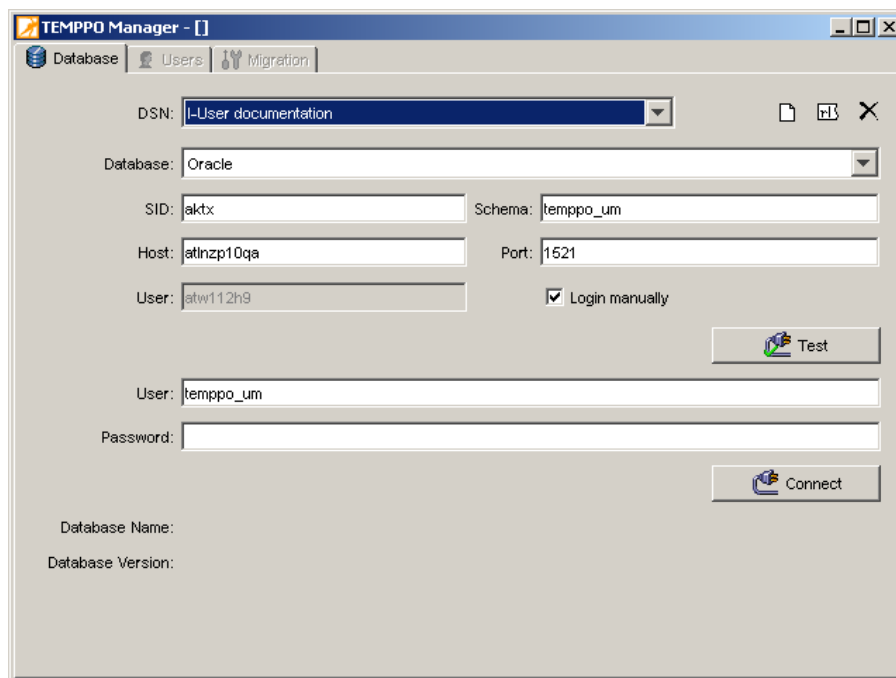 TEMPPO Manager - []
Database Users Migration
DSN: I-User documentation
Database: Oracle
SID: aktx Schema: temppo_um
Host: atlnzp10qa Port: 1521
User: atw112h9 Login manually
Test
User: temppo_um
Password:
Connect
Database Name:
Database Version: